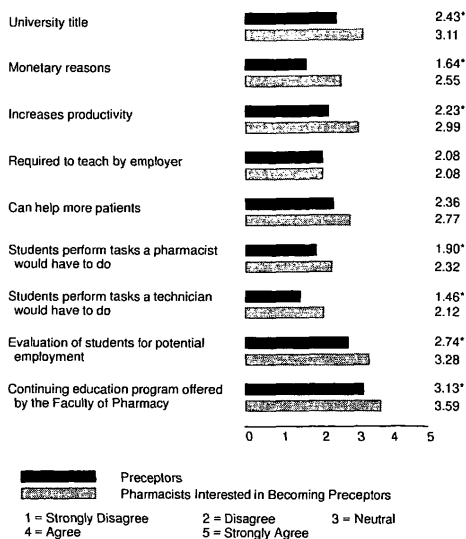 University title 2.43*
3.11
Monetary reasons 1.64*
2.55
Increases productivity 2.23*
2.99
Required to teach by employer 2.08
2.08
Can help more patients 2.36
2.77
Students perform tasks a pharmacist 1.90*
would have to do 2.32
Students perform tasks a technician 1.46*
would have to do 2.12
Evaluation of students for potential 2.74*
employment 3.28
Continuing education program offered 3.13*
by the Faculty of Pharmacy 3.59
0 1 2 3 4 5
Preceptors
Pharmacists Interested in Becoming Preceptors
1 = Strongly Disagree 2 = Disagree 3 = Neutral
4 = Agree 5 = Strongly Agree